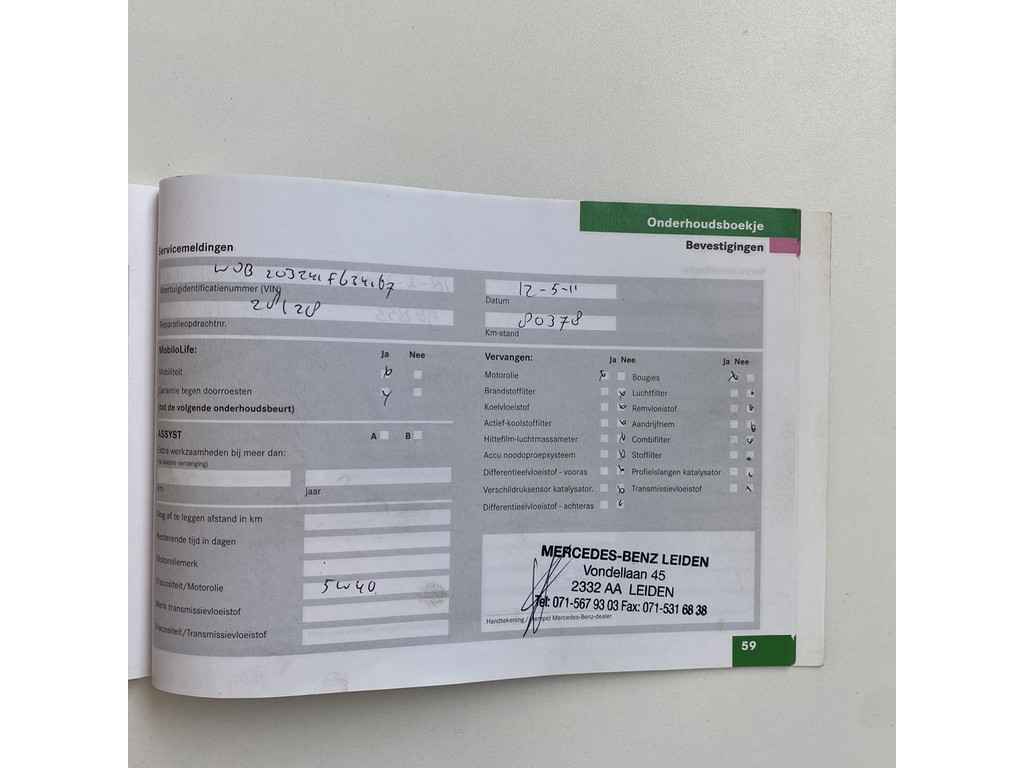 Onderhoudsboekje
Bevestigingen
Servicemeldingen
Voertuigidentificatienummer (VIN)
12-5-11
Datum
Reparatieopdrachtnr.
80378
Km-stand
MobiloLife:
Ja Nee
Mobiliteit
Garantie tegen doorroesten
(tot de volgende onderhoudsbeurt)
ASSYST
A B
Extra werkzaamheden bij meer dan:
km
jaar
Nog af te leggen afstand in km
Resterende tijd in dagen
Motoroliemerk
Viscositeit/Motorolie
5W40
Merk transmissievloeistof
Viscositeit/Transmissievloeistof
Vervangen:
Ja Nee
Ja Nee
Motorolie
Bougies
Brandstoffilter
Luchtfilter
Koelvloeistof
Remvloeistof
Actief-koolstoffilter
Aandrijfriem
Hittefilm-luchtmassameter
Combifilter
Accu noodoproepsysteem
Stoffilter
Differentieelvloeistof - vooras
Profielslangen katalysator
Verschildruksensor katalysator.
Transmissievloeistof
Differentieelvloeistof - achteras
MERCEDES-BENZ LEIDEN
Vondellaan 45
2332 AA LEIDEN
Tel: 071-567 93 03 Fax: 071-531 68 38
Handtekening / stempel Mercedes-Benz-dealer
59